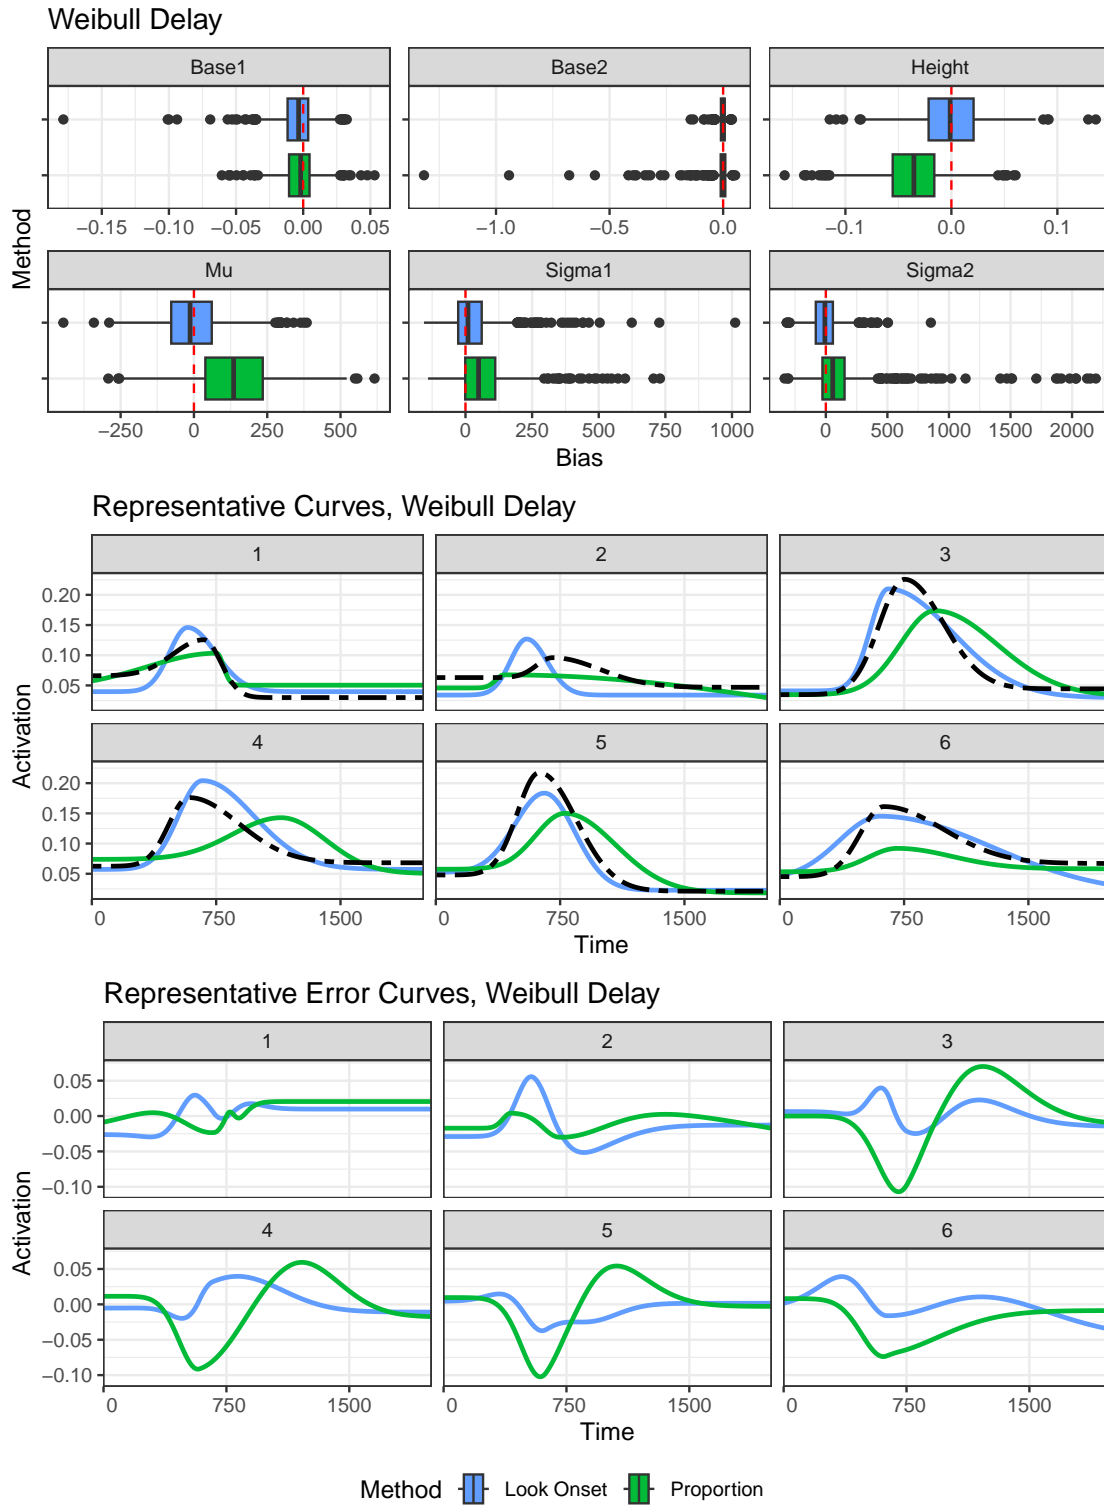 Weibull Delay
Base1 Base2 Height
−0.15 −0.10 −0.05 0.00 0.05 −1.0 −0.5 0.0 −0.1 0.0 0.1
Method
Mu Sigma1 Sigma2
−250 0 250 500 0 250 500 750 1000 0 500 1000 1500 2000
Bias
Representative Curves, Weibull Delay
1 2 3
0.20
0.15
0.10
0.05
Activation
4 5 6
0.20
0.15
0.10
0.05
0 750 1500 0 750 1500 0 750 1500
Time
Representative Error Curves, Weibull Delay
1 2 3
0.05
0.00
−0.05
−0.10
Activation
4 5 6
0.05
0.00
−0.05
−0.10
0 750 1500 0 750 1500 0 750 1500
Time
Method Look Onset Proportion